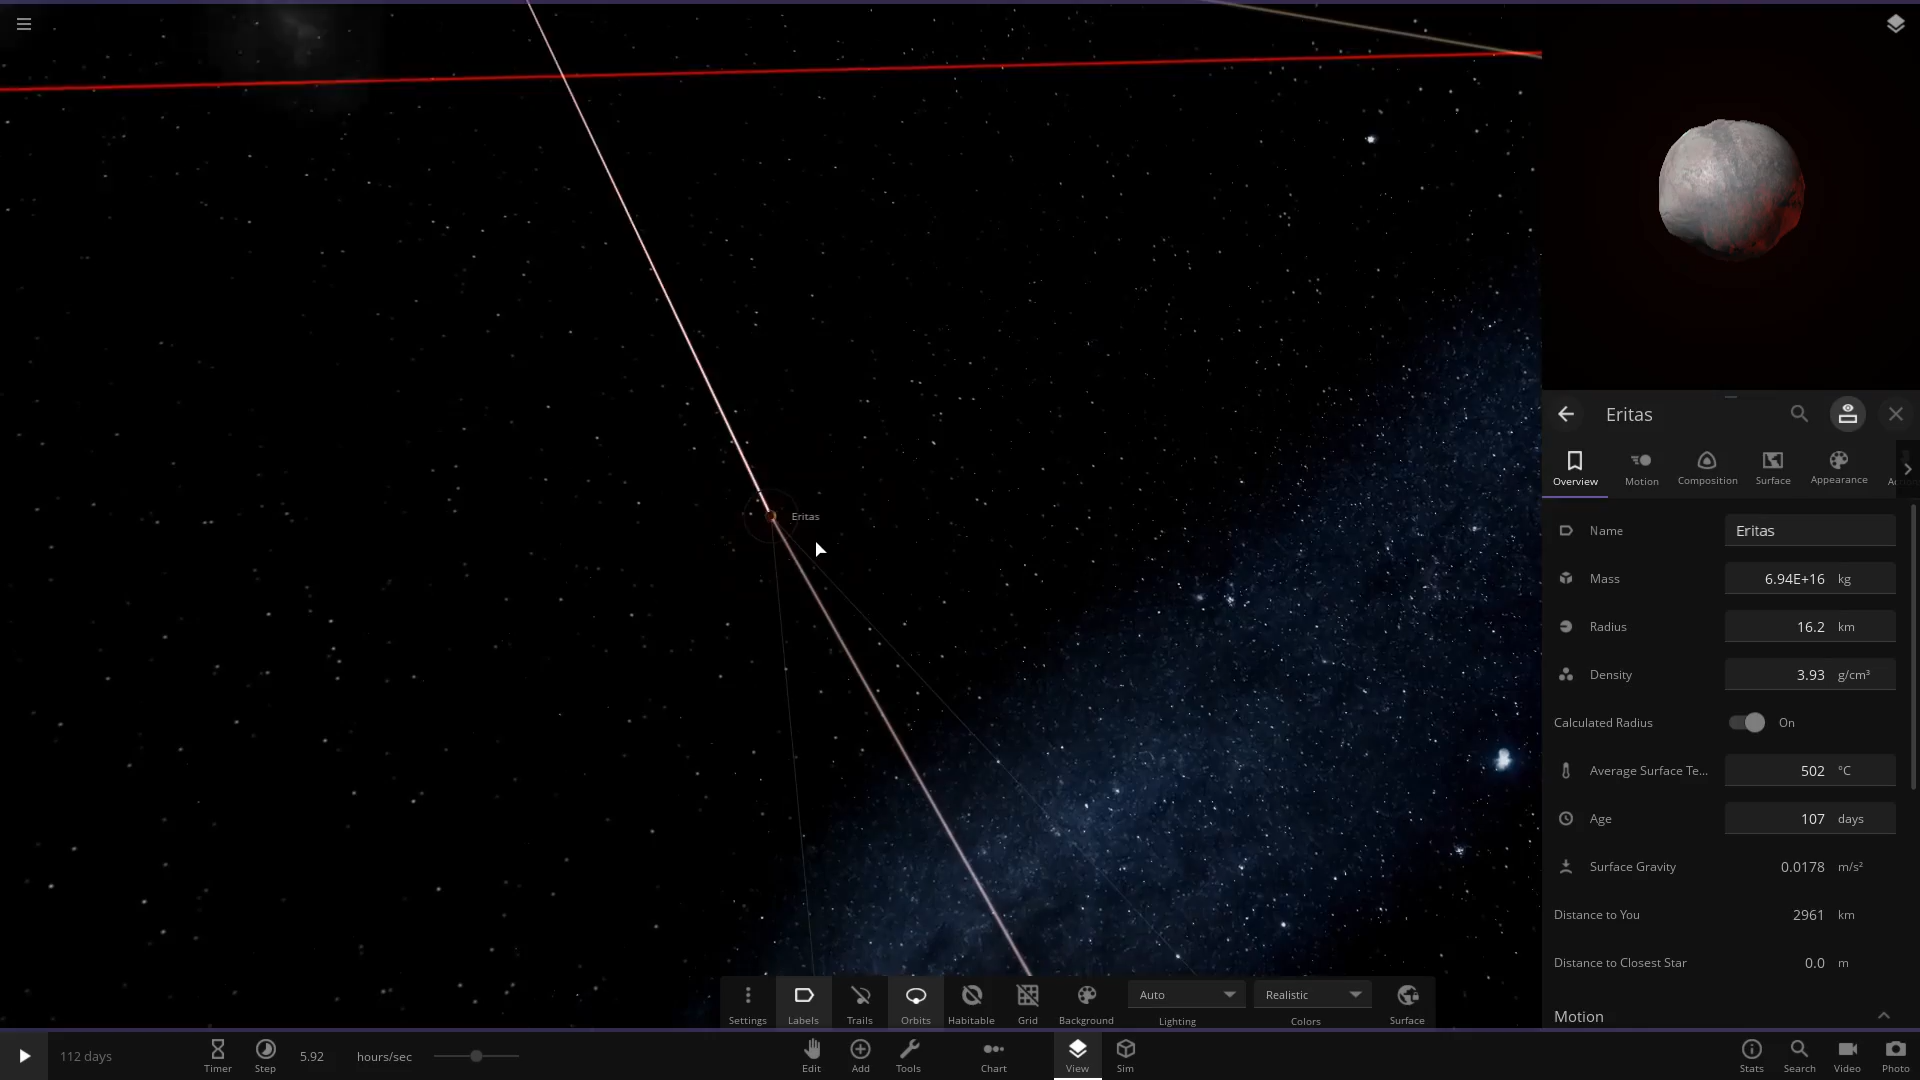 Eritas
Eritas
Overview
Motion
Composition
Surface
Appearance
Name
Eritas
Mass
6.94E+16 kg
Radius
16.2 km
Density
3.93 g/cm³
Calculated Radius
On
Average Surface Te...
502 °C
Age
107 days
Surface Gravity
0.0178 m/s²
Distance to You
2961 km
Distance to Closest Star
0.0 m
Motion
Auto
Realistic
Settings
Labels
Trails
Orbits
Habitable
Grid
Background
Lighting
Colors
Surface
112 days
Timer
Step
5.92 hours/sec
Edit
Add
Tools
Chart
View
Sim
Stats
Search
Video
Photo